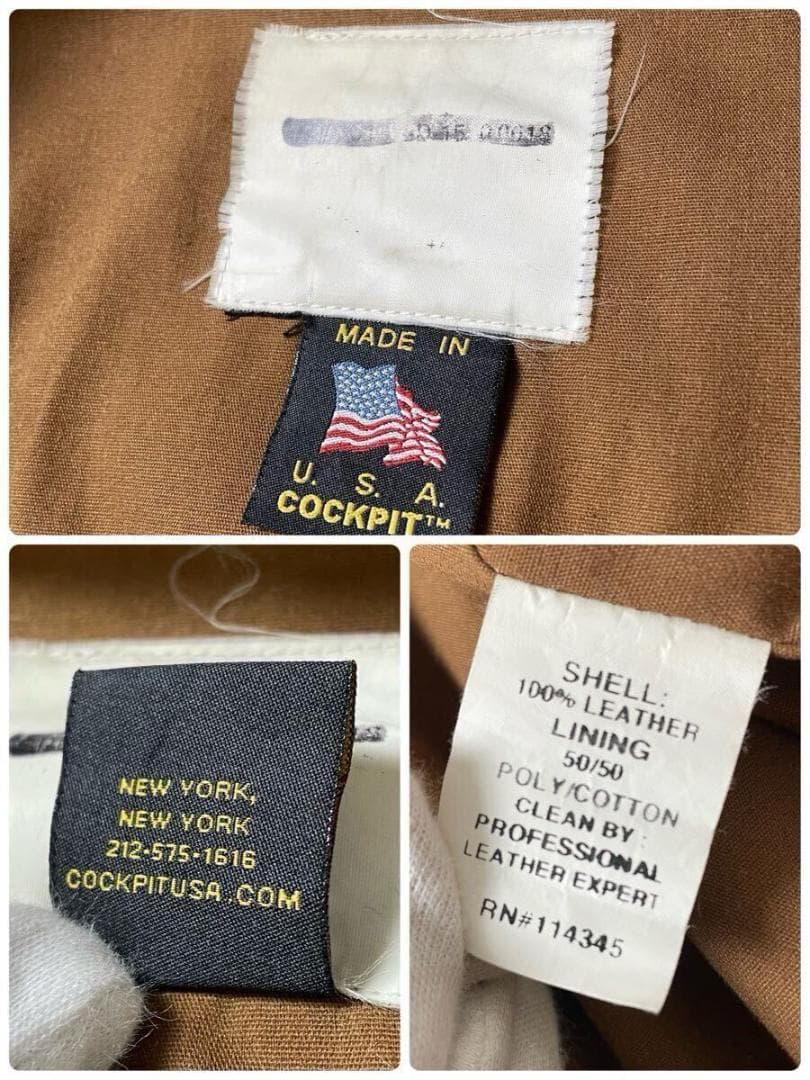 MADE IN
U. S. A.
COCKPIT™
NEW YORK,
NEW YORK
212-575-1616
COCKPITUSA.COM
SHELL:
100% LEATHER
LINING
50/50
POLY/COTTON
CLEAN BY:
PROFESSIONAL
LEATHER EXPERT
RN#114345